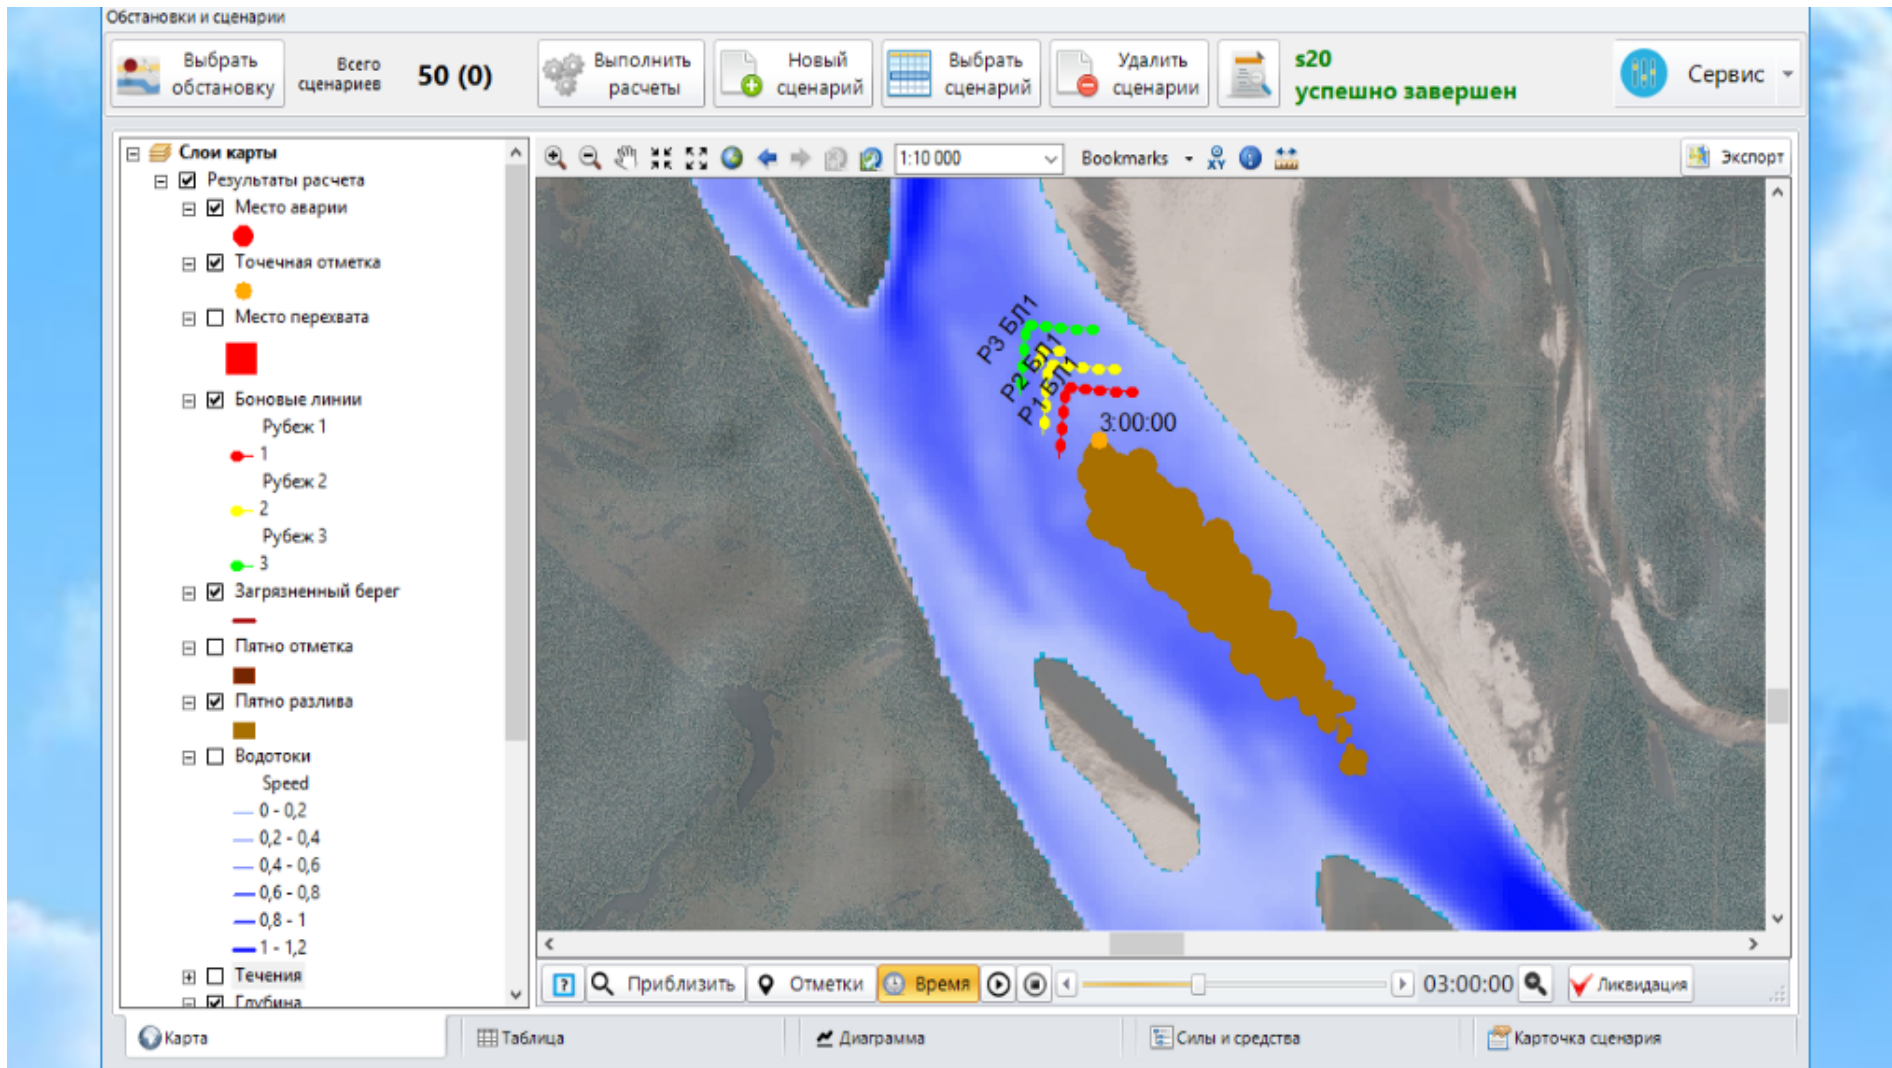 Обстановки и сценарии
Выбрать
обстановку
Всего
сценариев
50 (0)
Выполнить
расчеты
Новый
сценарий
Выбрать
сценарий
Удалить
сценарии
s20
успешно завершен
Сервис
Слои карты
Результаты расчета
Место аварии
Точечная отметка
Место перехвата
Боновые линии
Рубеж 1
1
Рубеж 2
2
Рубеж 3
3
Загрязненный берег
Пятно отметка
Пятно разлива
Водотоки
Speed
0 - 0,2
0,2 - 0,4
0,4 - 0,6
0,6 - 0,8
0,8 - 1
1 - 1,2
Течения
Глубина
1:10 000
Bookmarks
XY
Экспорт
Р3 БЛ1
Р2 БЛ1
Р1 БЛ1
3:00:00
?
Приблизить
Отметки
Время
03:00:00
Ликвидация
Карта
Таблица
Диаграмма
Силы и средства
Карточка сценария